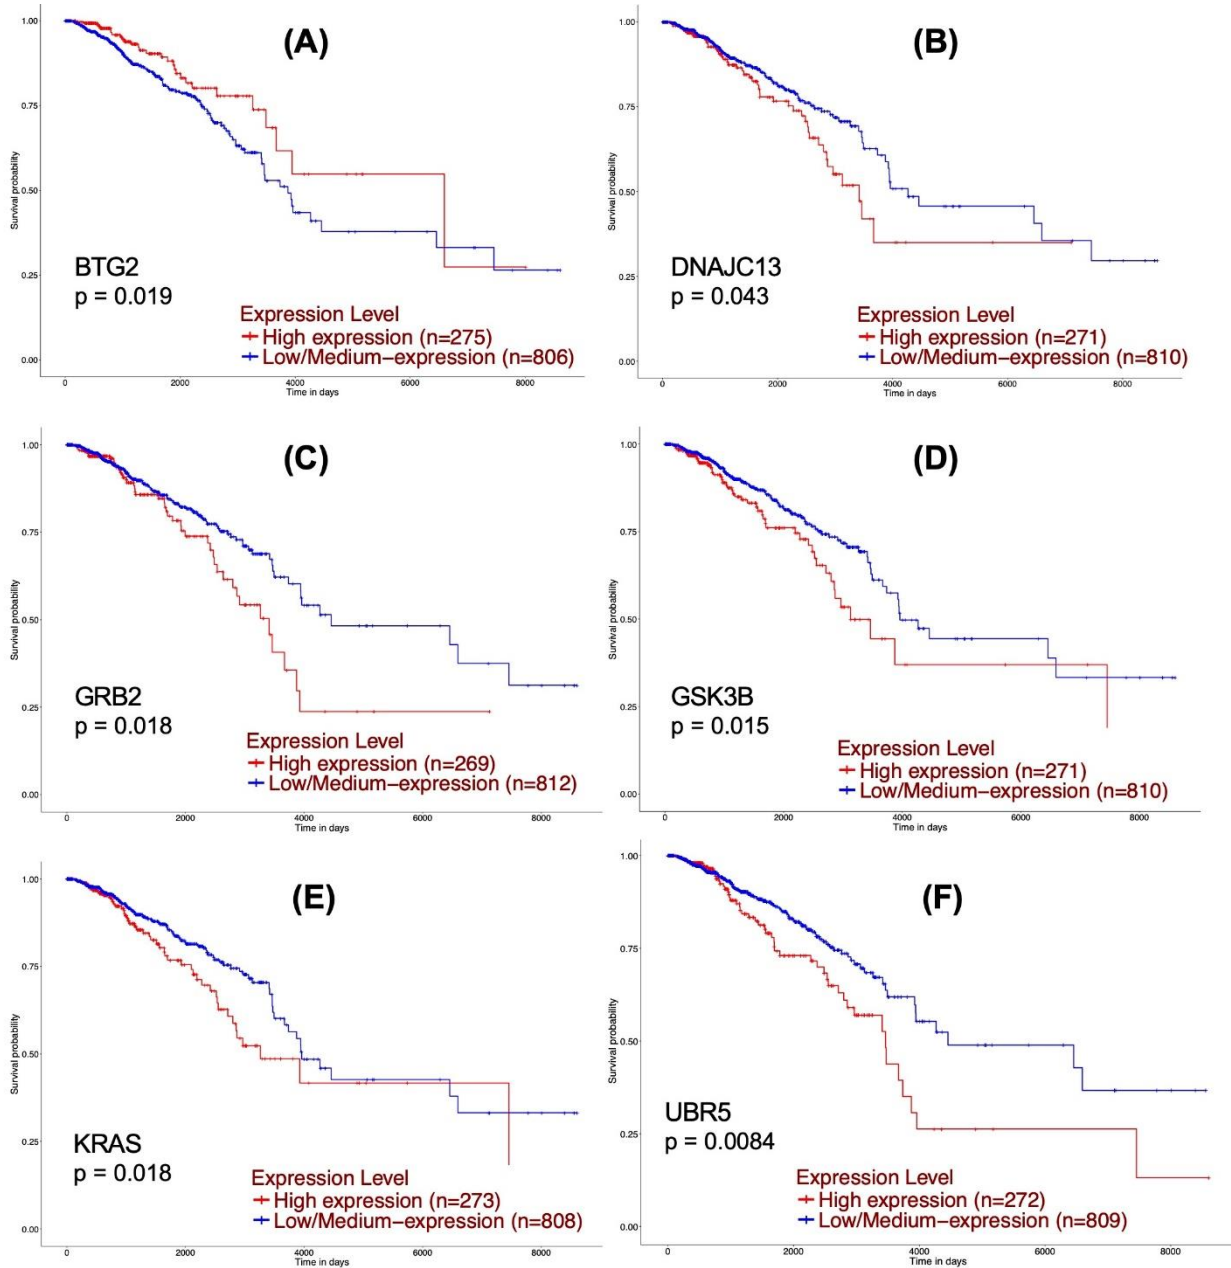 (A)
1.00
0.75
0.50
0.25
0.00
Survival probability
BTG2
p = 0.019
Expression Level
High expression (n=275)
Low/Medium−expression (n=806)
0 2000 4000 6000 8000
Time in days
(B)
1.00
0.75
0.50
0.25
0.00
Survival probability
DNAJC13
p = 0.043
Expression Level
High expression (n=271)
Low/Medium−expression (n=810)
0 2000 4000 6000 8000
Time in days
(C)
1.00
0.75
0.50
0.25
0.00
Survival probability
GRB2
p = 0.018
Expression Level
High expression (n=269)
Low/Medium−expression (n=812)
0 2000 4000 6000 8000
Time in days
(D)
1.00
0.75
0.50
0.25
0.00
Survival probability
GSK3B
p = 0.015
Expression Level
High expression (n=271)
Low/Medium−expression (n=810)
0 2000 4000 6000 8000
Time in days
(E)
1.00
0.75
0.50
0.25
0.00
Survival probability
KRAS
p = 0.018
Expression Level
High expression (n=273)
Low/Medium−expression (n=808)
0 2000 4000 6000 8000
Time in days
(F)
1.00
0.75
0.50
0.25
0.00
Survival probability
UBR5
p = 0.0084
Expression Level
High expression (n=272)
Low/Medium−expression (n=809)
0 2000 4000 6000 8000
Time in days